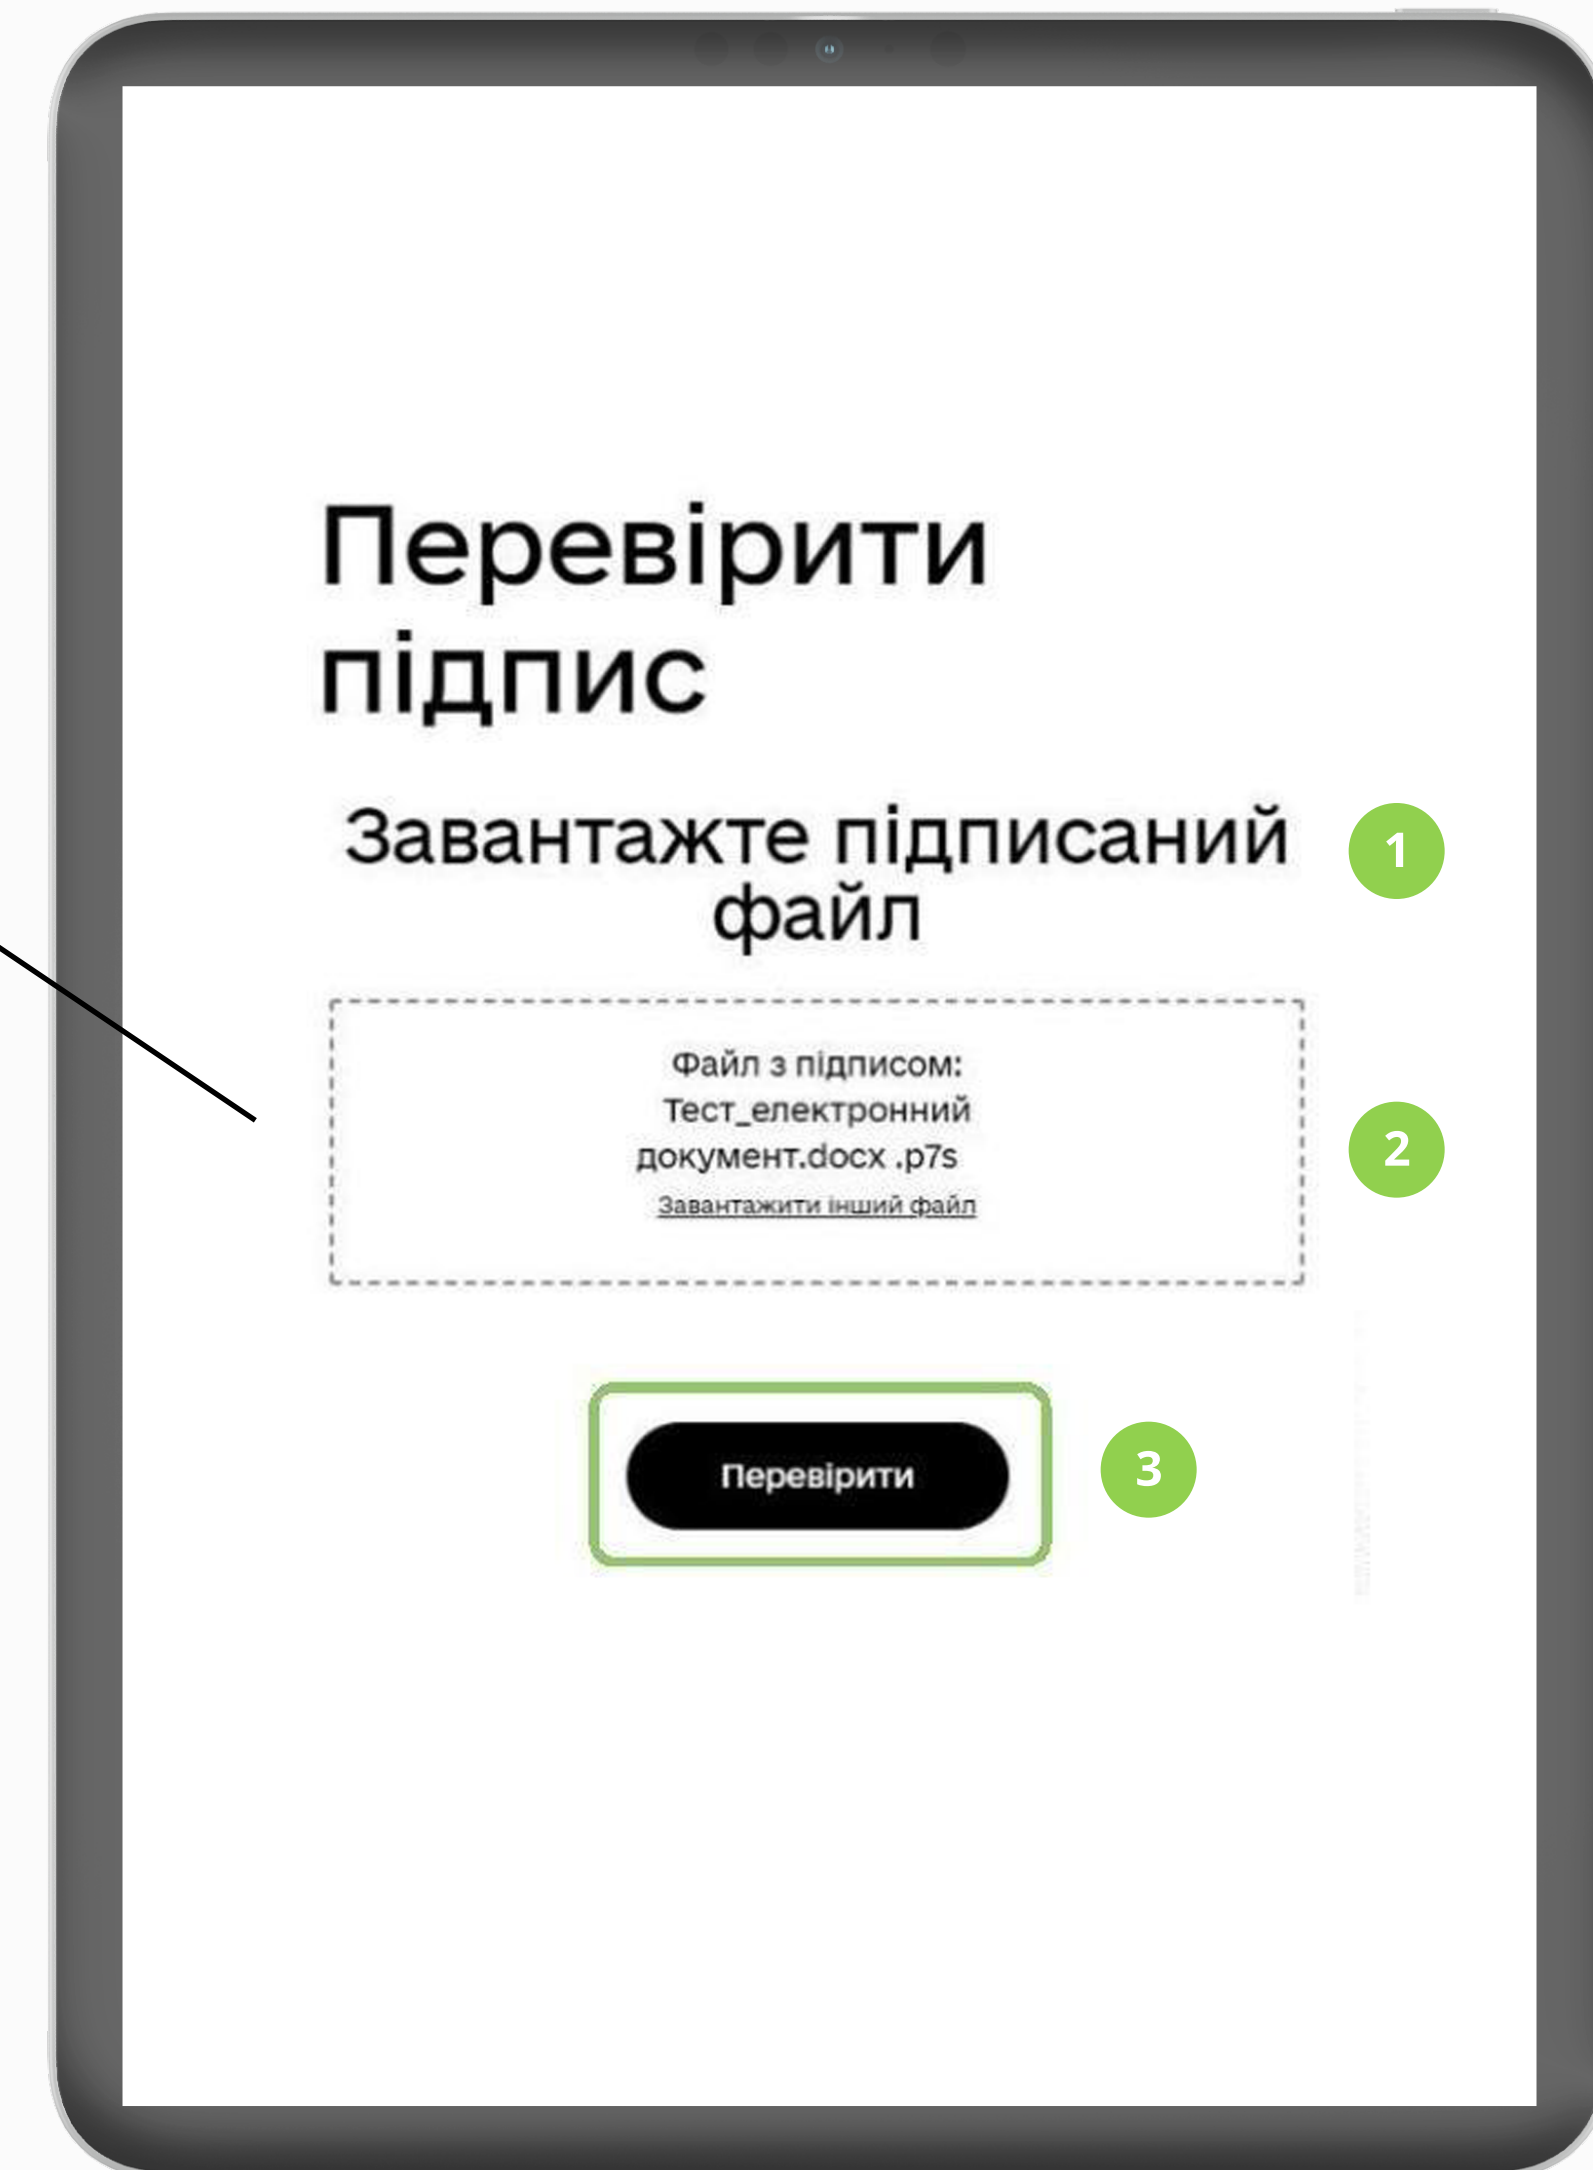 Перевірити
підпис
Завантажте підписаний
файл
1
Файл з підписом:
Тест_електронний
документ.docx .p7s
Завантажити інший файл
2
Перевірити
3